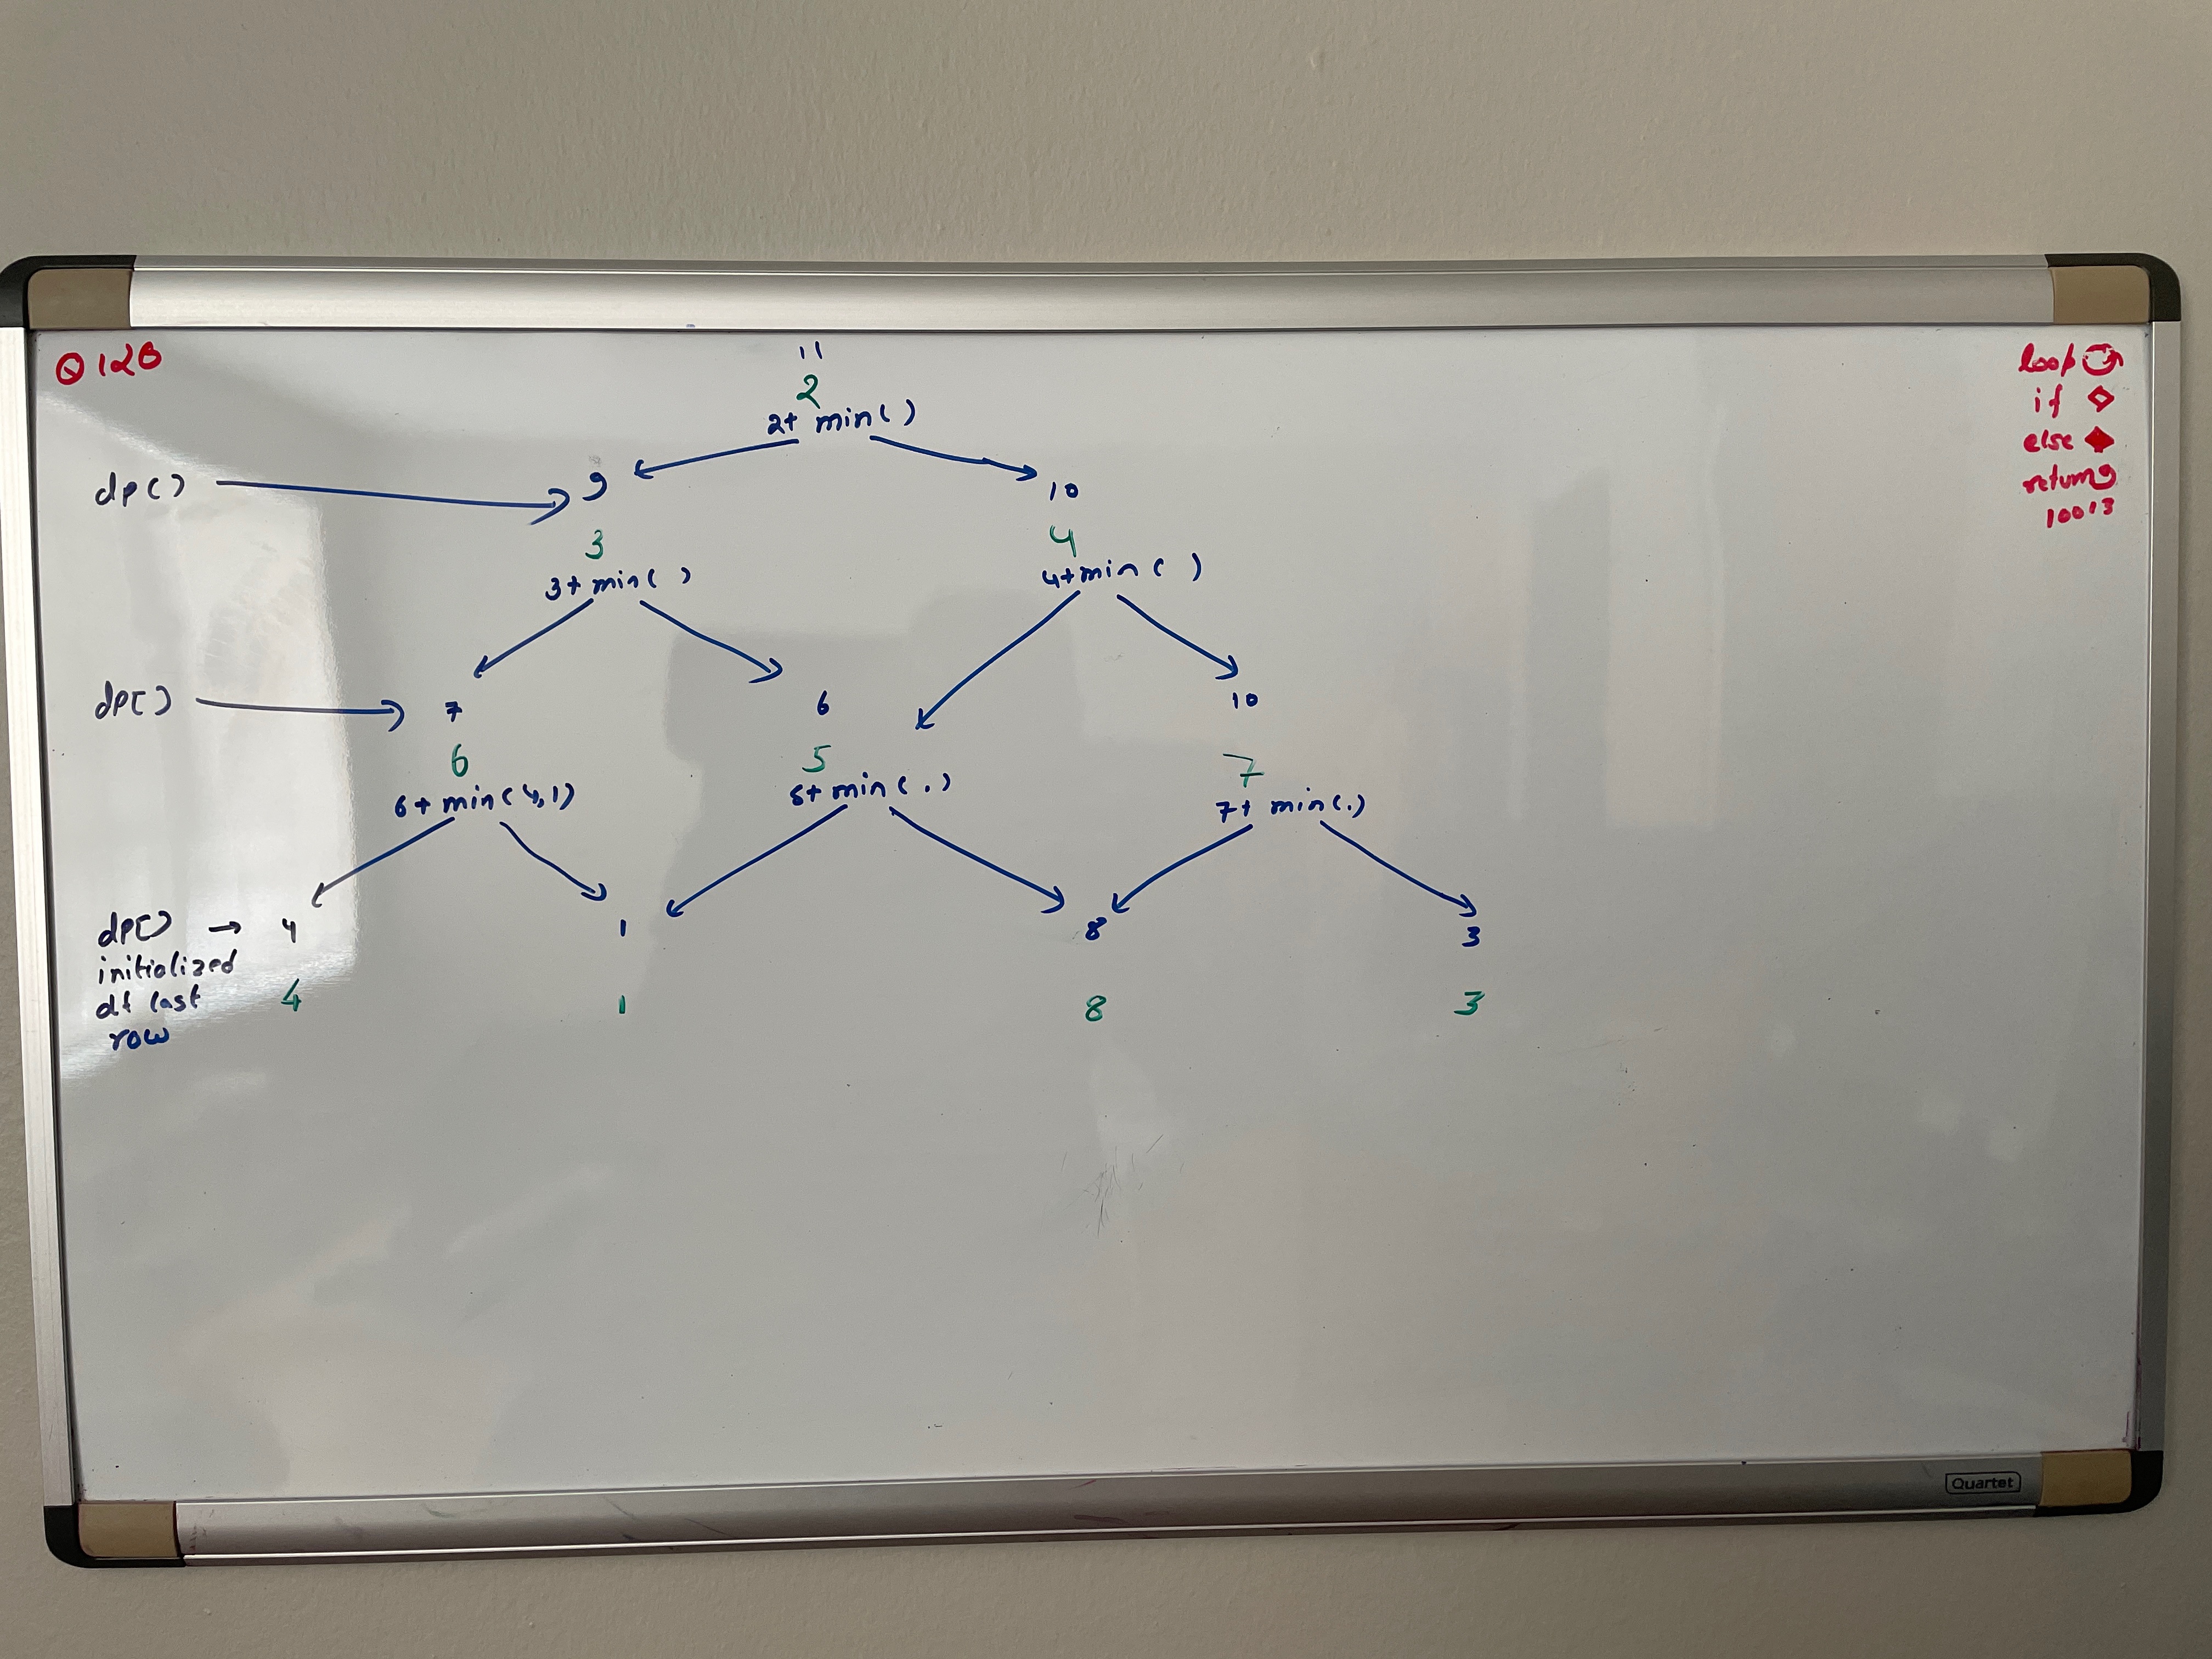 Q120
11
2
2+ min( )
dp[ ]
9
10
3
4
3+ min( )
4+min ( )
dp[ ]
7
6
10
6
5
7
6+ min(4,1)
5+ min( . )
7+ min(.)
dp[] → 4
1
8
3
initialized
at last
4
1
8
3
row
loop
if
else
return
Quartet